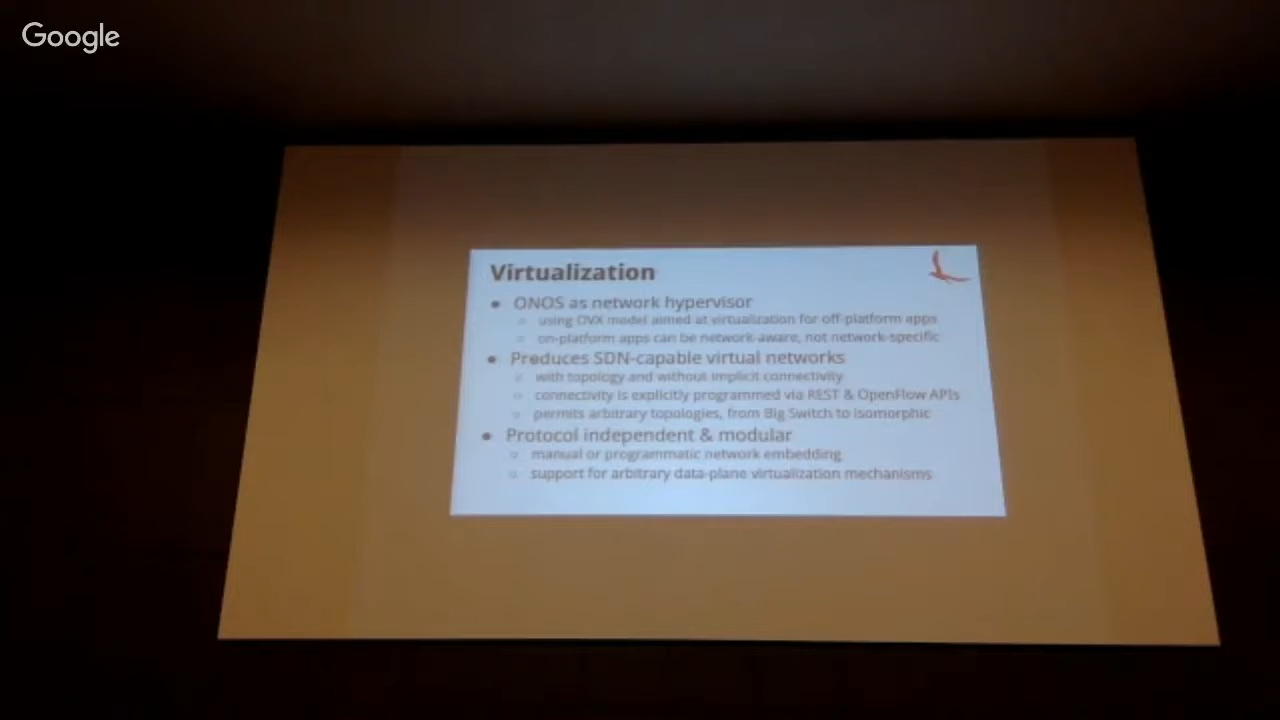 Google
Virtualization
● ONOS as network hypervisor
○ using OVX model aimed at virtualization for off-platform apps
○ on-platform apps can be network-aware, not network-specific
● Produces SDN-capable virtual networks
○ with topology and without implicit connectivity
○ connectivity is explicitly programmed via REST & OpenFlow APIs
○ permits arbitrary topologies, from Big Switch to isomorphic
● Protocol independent & modular
○ manual or programmatic network embedding
○ support for arbitrary data-plane virtualization mechanisms